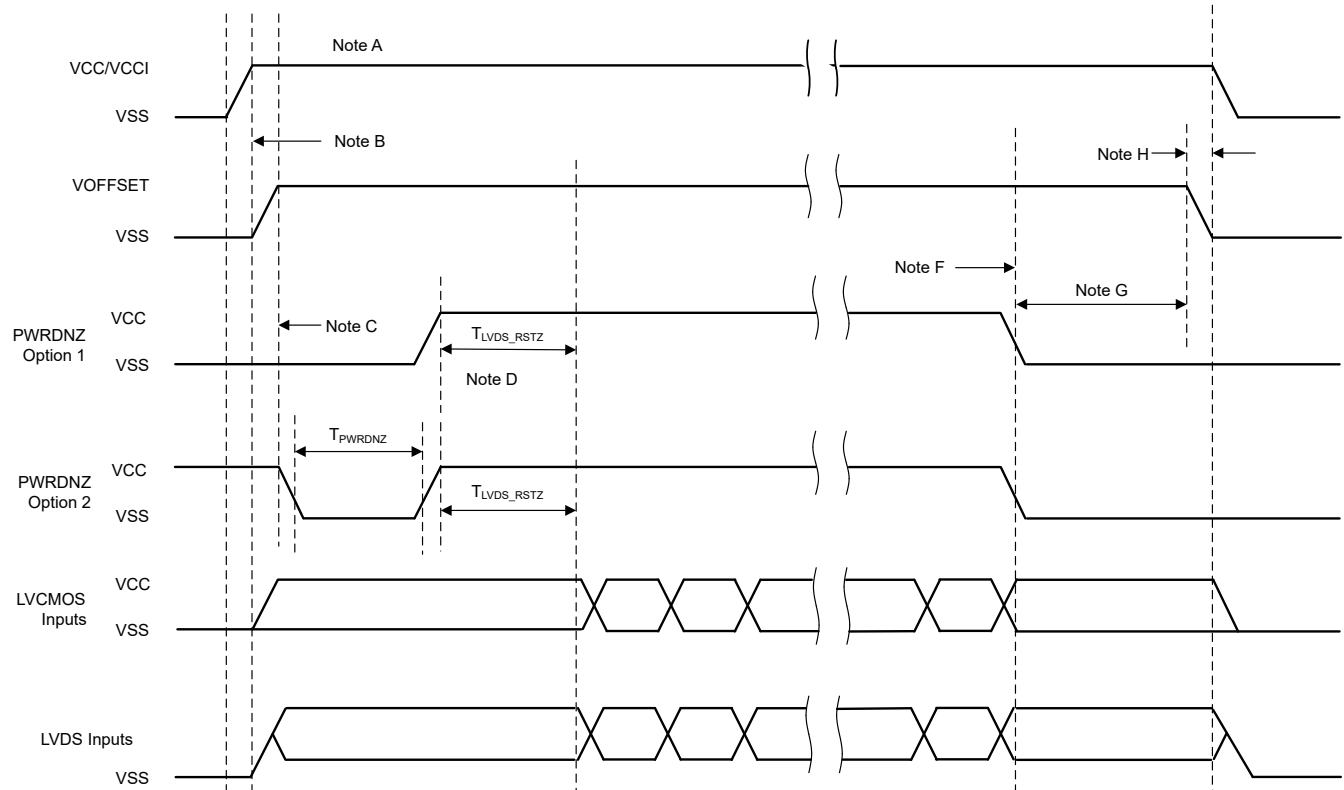 Note A
VCC/VCCI
VSS
Note B
Note H
VOFFSET
VSS
Note F
Note G
PWRDNZ
Option 1
VCC
Note C
TLVDS_RSTZ
VSS
Note D
TPWRDNZ
PWRDNZ
Option 2
VCC
TLVDS_RSTZ
VSS
LVCMOS
Inputs
VCC
VSS
LVDS Inputs
VSS